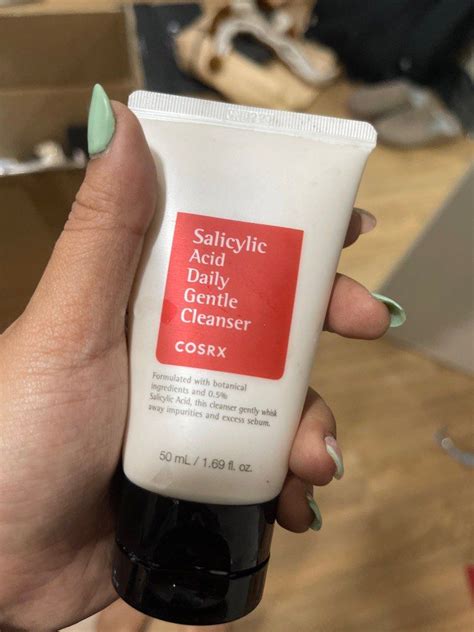 Salicylic
Acid
Daily
Gentle
Cleanser
COSRX
Formulated with botanical
ingredients and 0.5%
Salicylic Acid, this cleanser gently whisk
away impurities and excess sebum.
50 mL / 1.69 fl. oz.